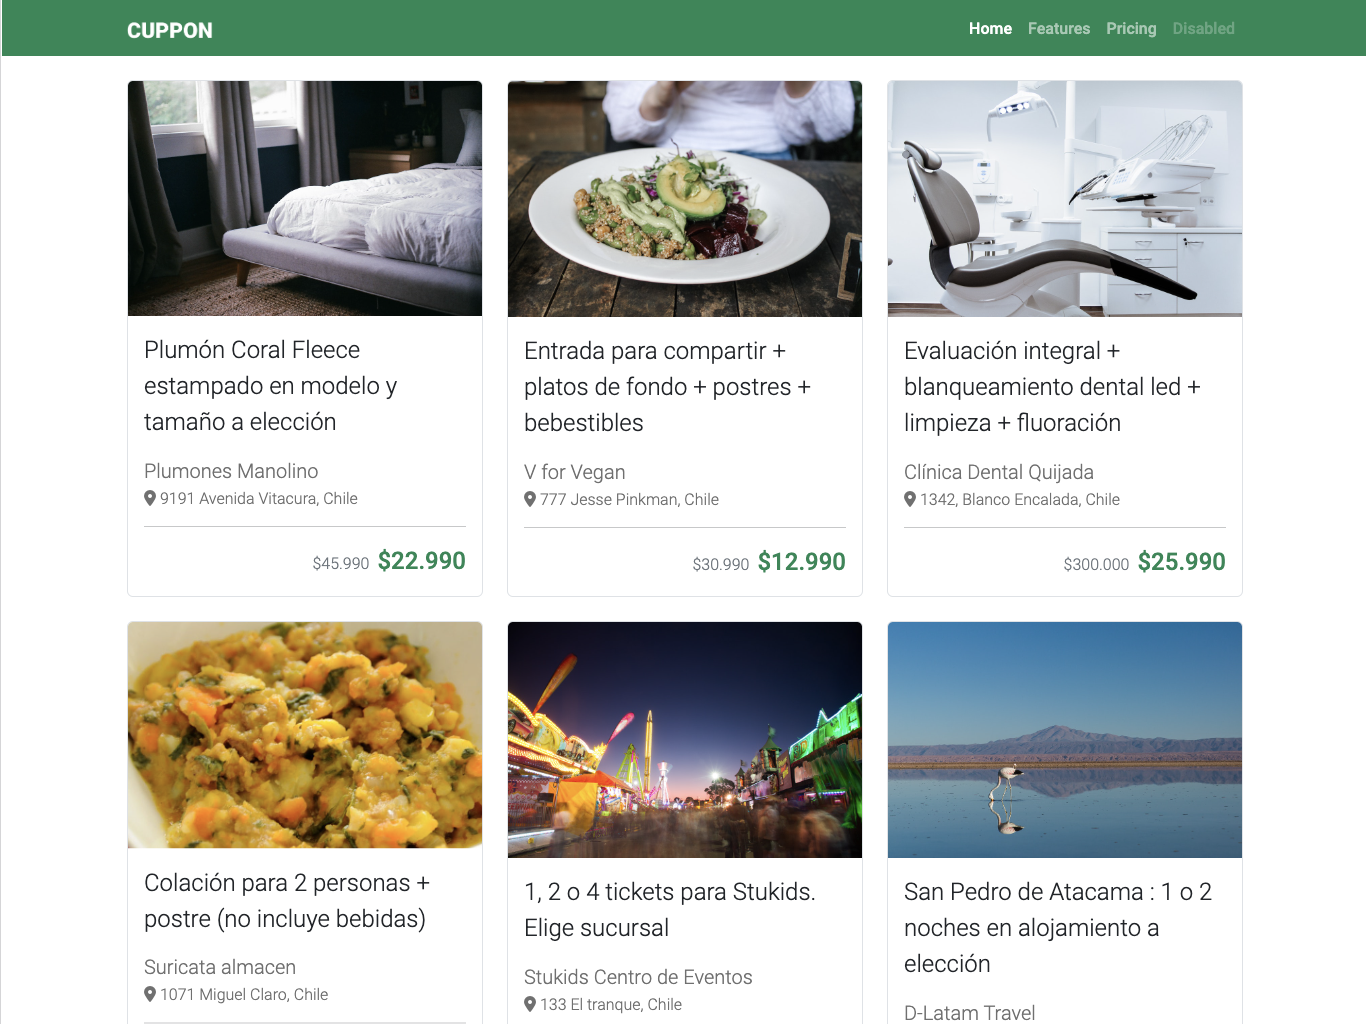 CUPPON
Home Features Pricing Disabled
Plumón Coral Fleece
estampado en modelo y
tamaño a elección
Plumones Manolino
9191 Avenida Vitacura, Chile
$45.990 $22.990
Entrada para compartir +
platos de fondo + postres +
bebestibles
V for Vegan
777 Jesse Pinkman, Chile
$30.990 $12.990
Evaluación integral +
blanqueamiento dental led +
limpieza + fluoración
Clínica Dental Quijada
1342, Blanco Encalada, Chile
$300.000 $25.990
Colación para 2 personas +
postre (no incluye bebidas)
Suricata almacen
1071 Miguel Claro, Chile
1, 2 o 4 tickets para Stukids.
Elige sucursal
Stukids Centro de Eventos
133 El tranque, Chile
San Pedro de Atacama : 1 o 2
noches en alojamiento a
elección
D-Latam Travel